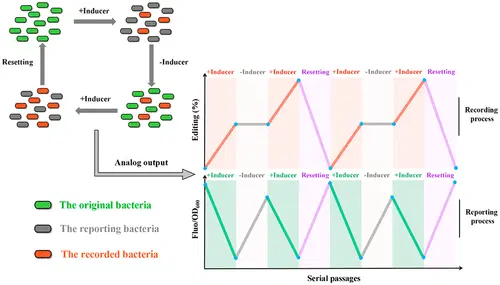 +Inducer
Resetting
-Inducer
+Inducer
Analog output
The original bacteria
The reporting bacteria
The recorded bacteria
+Inducer -Inducer +Inducer Resetting +Inducer -Inducer +Inducer Resetting
Editing (%)
Recording
process
+Inducer -Inducer +Inducer Resetting +Inducer -Inducer +Inducer Resetting
Fluo/OD600
Reporting
process
Serial passages